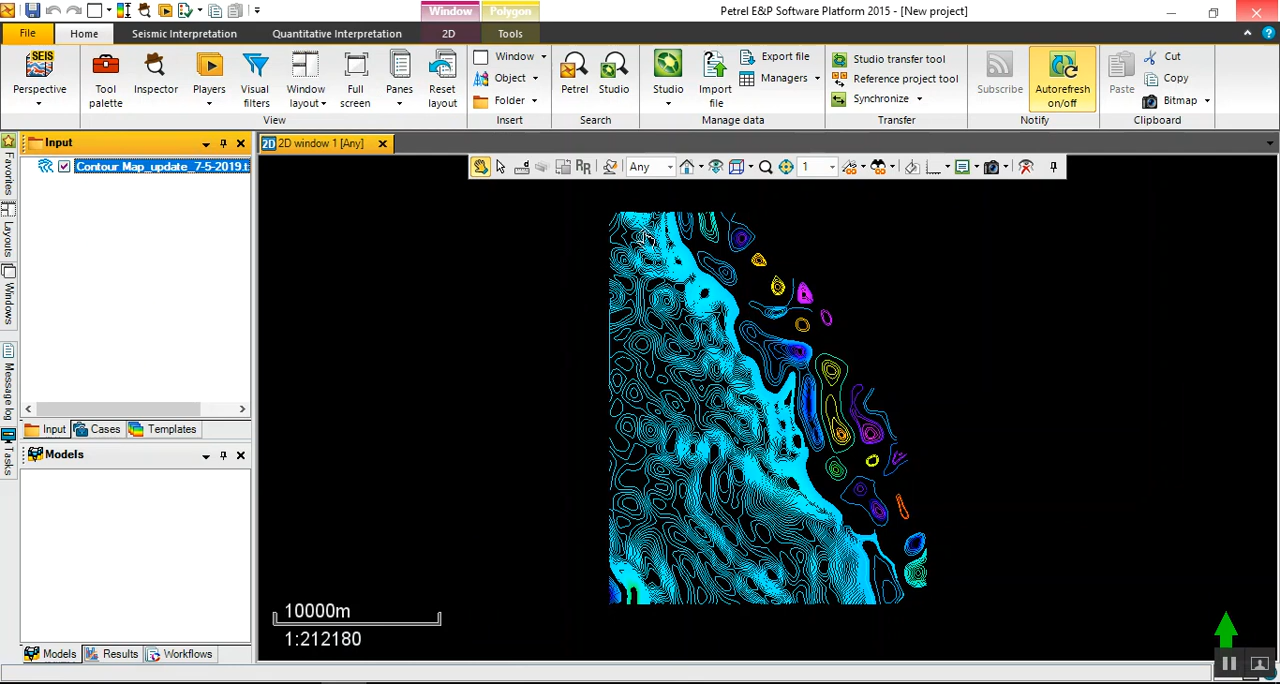 Window Polygon Petrel E&P Software Platform 2015 - [New project]
File Home Seismic Interpretation Quantitative Interpretation 2D Tools
SEIS
Perspective
Tool palette
Inspector
Players
Visual filters
Window layout
Full screen
Panes
Reset layout
View
Window
Object
Folder
Insert
Petrel
Studio
Search
Studio
Import file
Export file
Managers
Manage data
Studio transfer tool
Reference project tool
Synchronize
Transfer
Subscribe
Autorefresh on/off
Notify
Paste
Cut
Copy
Bitmap
Clipboard
Favorites
Layouts
Windows
Message log
Tasks
Input
Contour Map_update_7-5-2019.t
Input Cases Templates
Models
Models Results Workflows
2D 2D window 1 [Any]
RR Any 1
10000m
1:212180